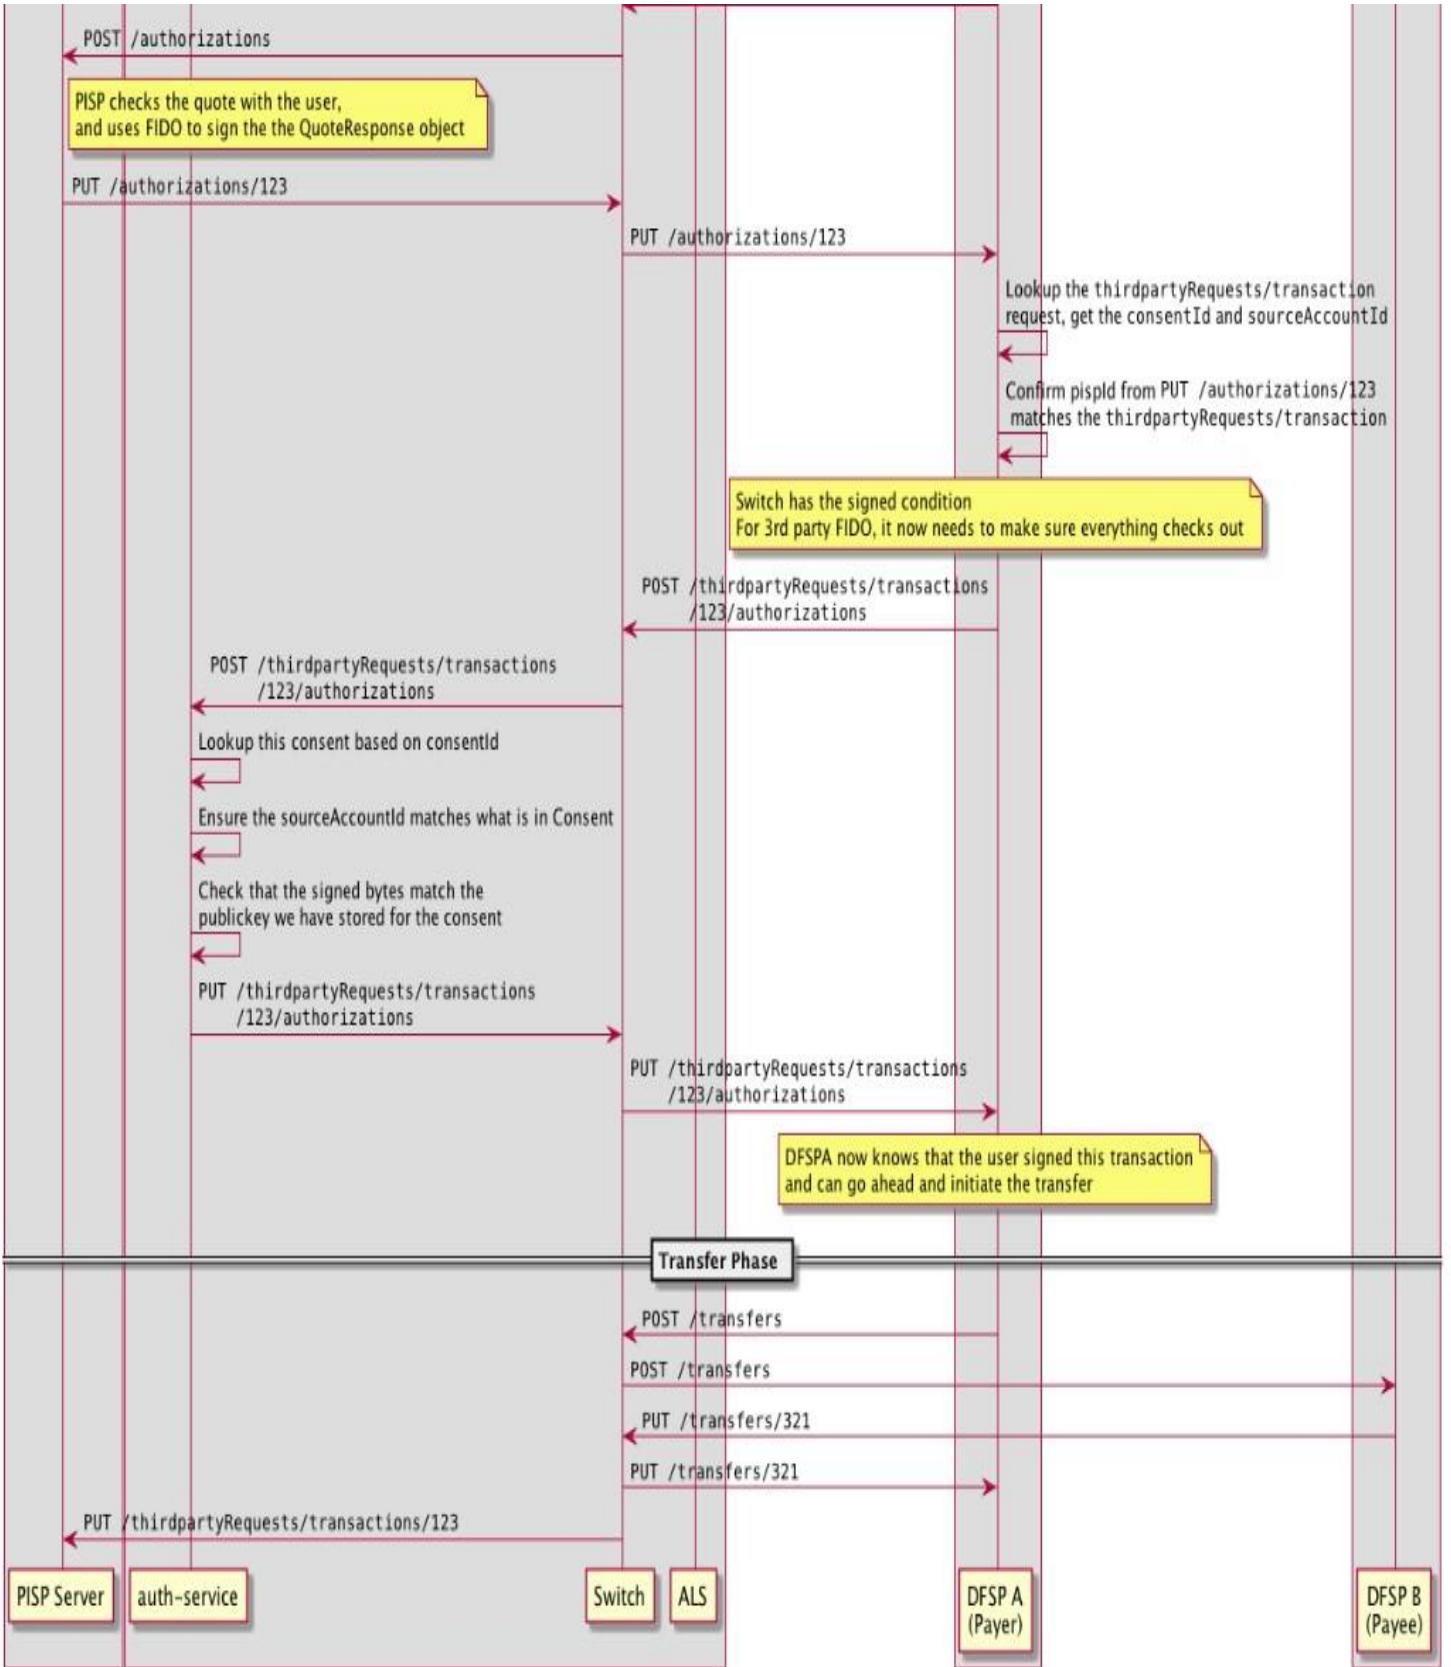 POST /authorizations
PISP checks the quote with the user,
and uses FIDO to sign the the QuoteResponse object
PUT /authorizations/123
PUT /authorizations/123
Lookup the thirdpartyRequests/transaction
request, get the consentId and sourceAccountId
Confirm pispId from PUT /authorizations/123
matches the thirdpartyRequests/transaction
Switch has the signed condition
For 3rd party FIDO, it now needs to make sure everything checks out
POST /thirdpartyRequests/transactions
/123/authorizations
POST /thirdpartyRequests/transactions
/123/authorizations
Lookup this consent based on consentId
Ensure the sourceAccountId matches what is in Consent
Check that the signed bytes match the
publickey we have stored for the consent
PUT /thirdpartyRequests/transactions
/123/authorizations
PUT /thirdpartyRequests/transactions
/123/authorizations
DFSPA now knows that the user signed this transaction
and can go ahead and initiate the transfer
Transfer Phase
POST /transfers
POST /transfers
PUT /transfers/321
PUT /transfers/321
PUT /thirdpartyRequests/transactions/123
PISP Server
auth-service
Switch
ALS
DFSP A
(Payer)
DFSP B
(Payee)